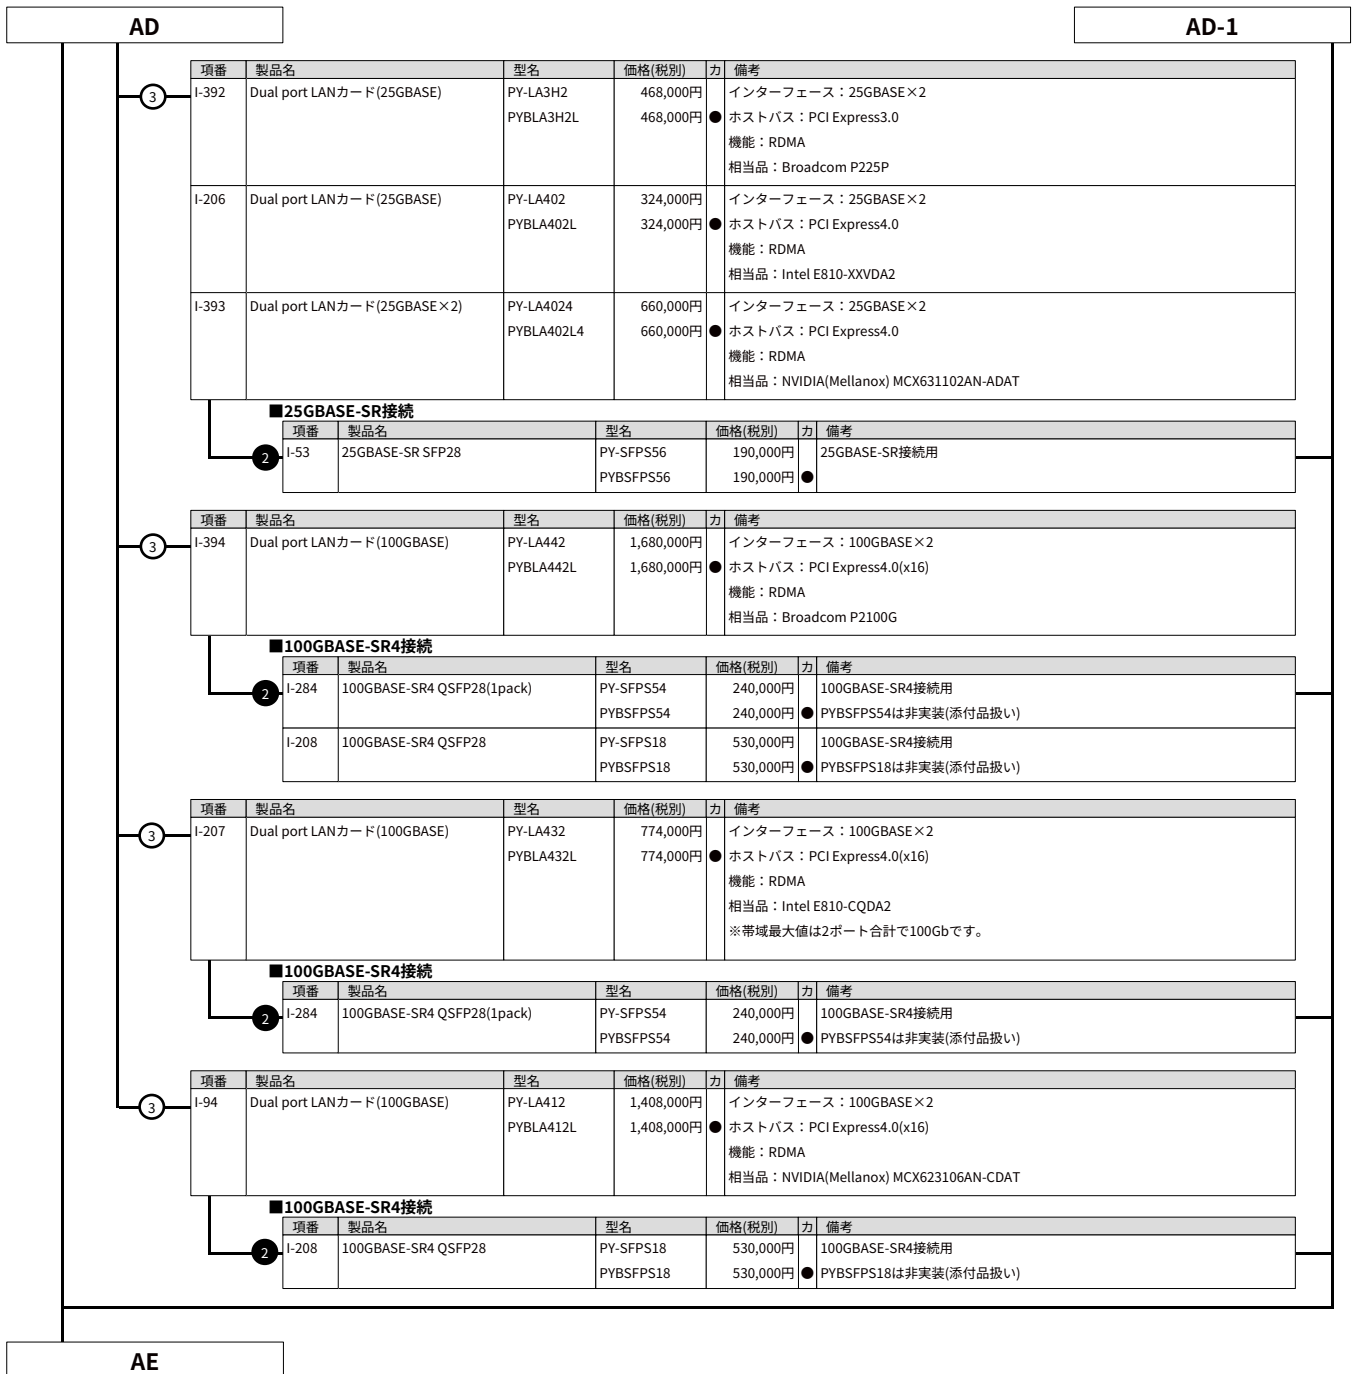 AD
AD-1
項番 製品名 型名 価格(税別) カ 備考
3 I-392 Dual port LANカード(25GBASE) PY-LA3H2 468,000円 インターフェース：25GBASE×2
PYBLA3H2L 468,000円 ● ホストバス：PCI Express3.0
機能：RDMA
相当品：Broadcom P225P
I-206 Dual port LANカード(25GBASE) PY-LA402 324,000円 インターフェース：25GBASE×2
PYBLA402L 324,000円 ● ホストバス：PCI Express4.0
機能：RDMA
相当品：Intel E810-XXVDA2
I-393 Dual port LANカード(25GBASE×2) PY-LA4024 660,000円 インターフェース：25GBASE×2
PYBLA402L4 660,000円 ● ホストバス：PCI Express4.0
機能：RDMA
相当品：NVIDIA(Mellanox) MCX631102AN-ADAT
■25GBASE-SR接続
項番 製品名 型名 価格(税別) カ 備考
2 I-53 25GBASE-SR SFP28 PY-SFPS56 190,000円 25GBASE-SR接続用
PYBSFPS56 190,000円 ●
項番 製品名 型名 価格(税別) カ 備考
3 I-394 Dual port LANカード(100GBASE) PY-LA442 1,680,000円 インターフェース：100GBASE×2
PYBLA442L 1,680,000円 ● ホストバス：PCI Express4.0(x16)
機能：RDMA
相当品：Broadcom P2100G
■100GBASE-SR4接続
項番 製品名 型名 価格(税別) カ 備考
2 I-284 100GBASE-SR4 QSFP28(1pack) PY-SFPS54 240,000円 100GBASE-SR4接続用
PYBSFPS54 240,000円 ● PYBSFPS54は非実装(添付品扱い)
I-208 100GBASE-SR4 QSFP28 PY-SFPS18 530,000円 100GBASE-SR4接続用
PYBSFPS18 530,000円 ● PYBSFPS18は非実装(添付品扱い)
項番 製品名 型名 価格(税別) カ 備考
3 I-207 Dual port LANカード(100GBASE) PY-LA432 774,000円 インターフェース：100GBASE×2
PYBLA432L 774,000円 ● ホストバス：PCI Express4.0(x16)
機能：RDMA
相当品：Intel E810-CQDA2
※帯域最大値は2ポート合計で100Gbです。
■100GBASE-SR4接続
項番 製品名 型名 価格(税別) カ 備考
2 I-284 100GBASE-SR4 QSFP28(1pack) PY-SFPS54 240,000円 100GBASE-SR4接続用
PYBSFPS54 240,000円 ● PYBSFPS54は非実装(添付品扱い)
項番 製品名 型名 価格(税別) カ 備考
3 I-94 Dual port LANカード(100GBASE) PY-LA412 1,408,000円 インターフェース：100GBASE×2
PYBLA412L 1,408,000円 ● ホストバス：PCI Express4.0(x16)
機能：RDMA
相当品：NVIDIA(Mellanox) MCX623106AN-CDAT
■100GBASE-SR4接続
項番 製品名 型名 価格(税別) カ 備考
2 I-208 100GBASE-SR4 QSFP28 PY-SFPS18 530,000円 100GBASE-SR4接続用
PYBSFPS18 530,000円 ● PYBSFPS18は非実装(添付品扱い)
AE